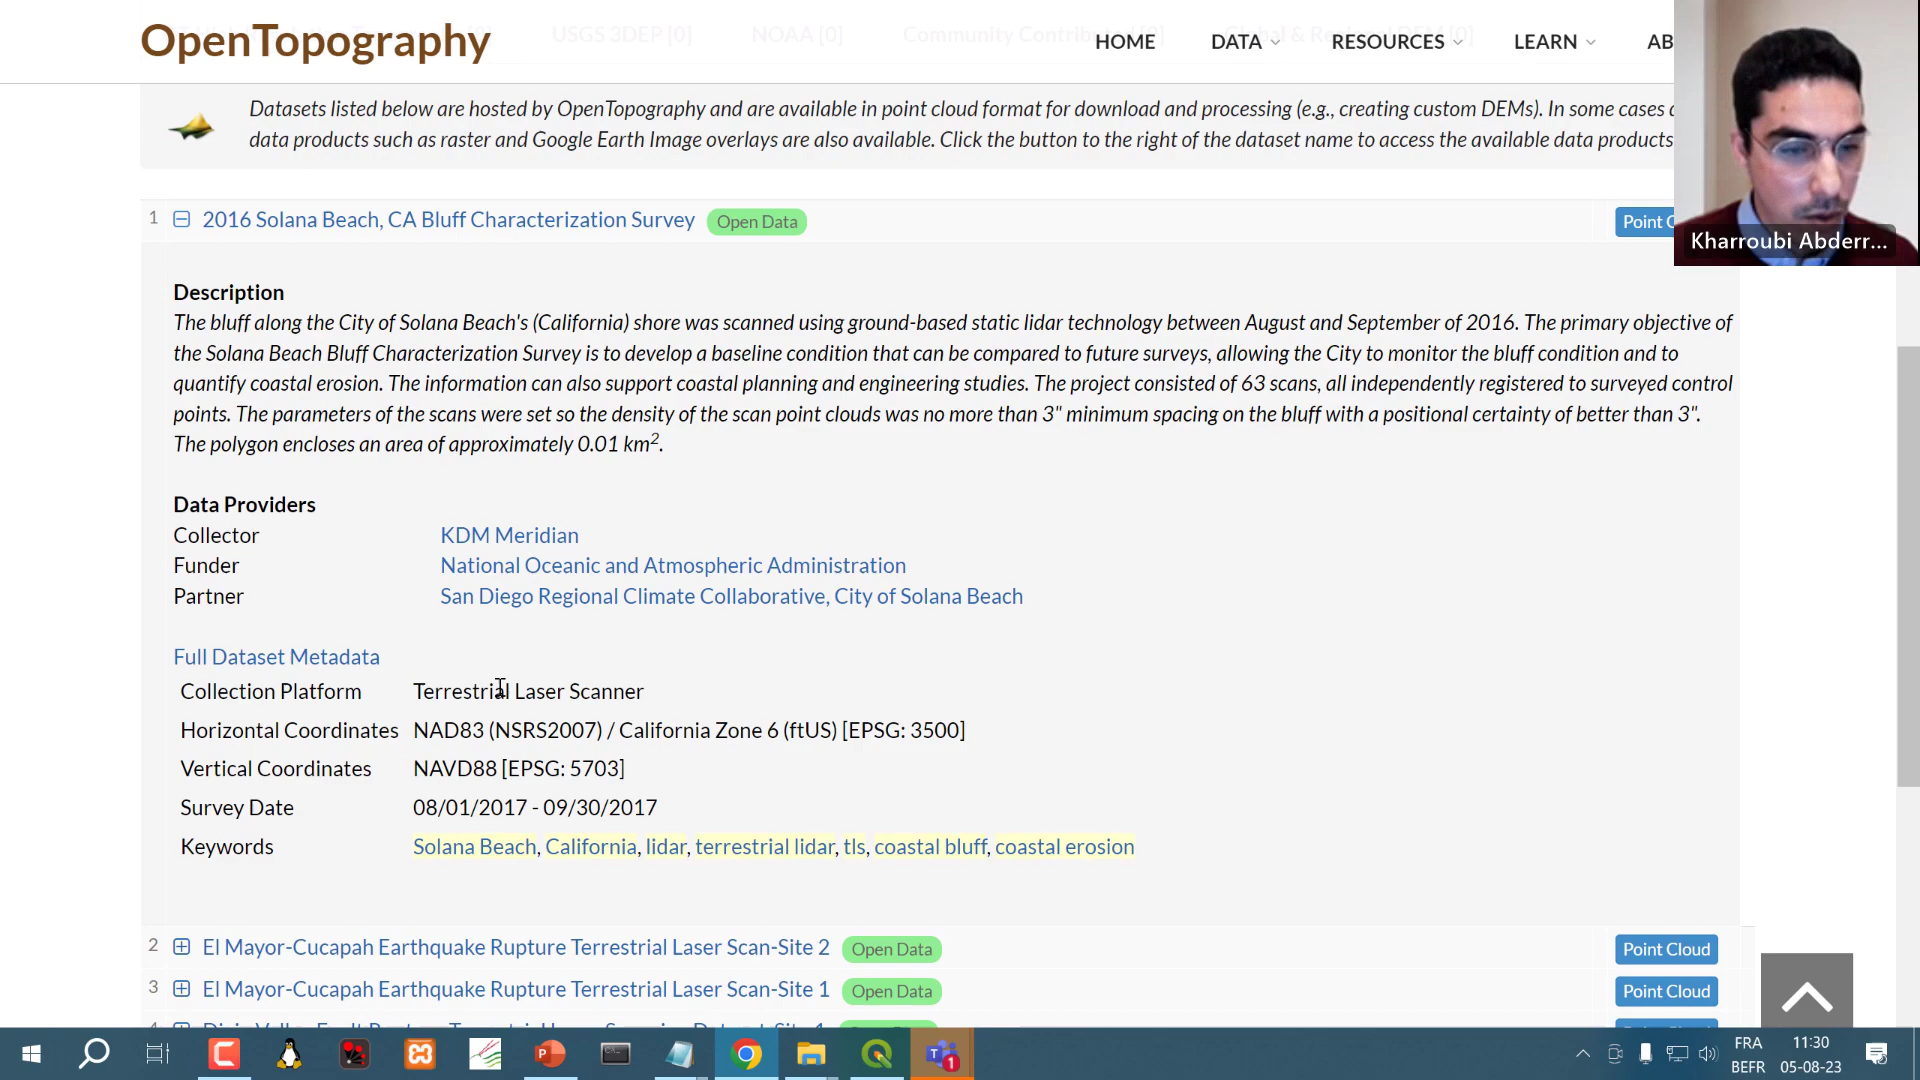 OpenTopography
USGS 3DEP [0]
NOAA [0]
HOME
DATA
RESOURCES
LEARN
AB
Datasets listed below are hosted by OpenTopography and are available in point cloud format for download and processing (e.g., creating custom DEMs). In some cases
data products such as raster and Google Earth Image overlays are also available. Click the button to the right of the dataset name to access the available data products
1 2016 Solana Beach, CA Bluff Characterization Survey Open Data Point C
Kharroubi Abderr...
Description
The bluff along the City of Solana Beach's (California) shore was scanned using ground-based static lidar technology between August and September of 2016. The primary objective of
the Solana Beach Bluff Characterization Survey is to develop a baseline condition that can be compared to future surveys, allowing the City to monitor the bluff condition and to
quantify coastal erosion. The information can also support coastal planning and engineering studies. The project consisted of 63 scans, all independently registered to surveyed control
points. The parameters of the scans were set so the density of the scan point clouds was no more than 3" minimum spacing on the bluff with a positional certainty of better than 3".
The polygon encloses an area of approximately 0.01 km².
Data Providers
Collector KDM Meridian
Funder National Oceanic and Atmospheric Administration
Partner San Diego Regional Climate Collaborative, City of Solana Beach
Full Dataset Metadata
Collection Platform Terrestrial Laser Scanner
Horizontal Coordinates NAD83 (NSRS2007) / California Zone 6 (ftUS) [EPSG: 3500]
Vertical Coordinates NAVD88 [EPSG: 5703]
Survey Date 08/01/2017 - 09/30/2017
Keywords Solana Beach, California, lidar, terrestrial lidar, tls, coastal bluff, coastal erosion
2 El Mayor-Cucapah Earthquake Rupture Terrestrial Laser Scan-Site 2 Open Data Point Cloud
3 El Mayor-Cucapah Earthquake Rupture Terrestrial Laser Scan-Site 1 Open Data Point Cloud
FRA 11:30
BEFR 05-08-23